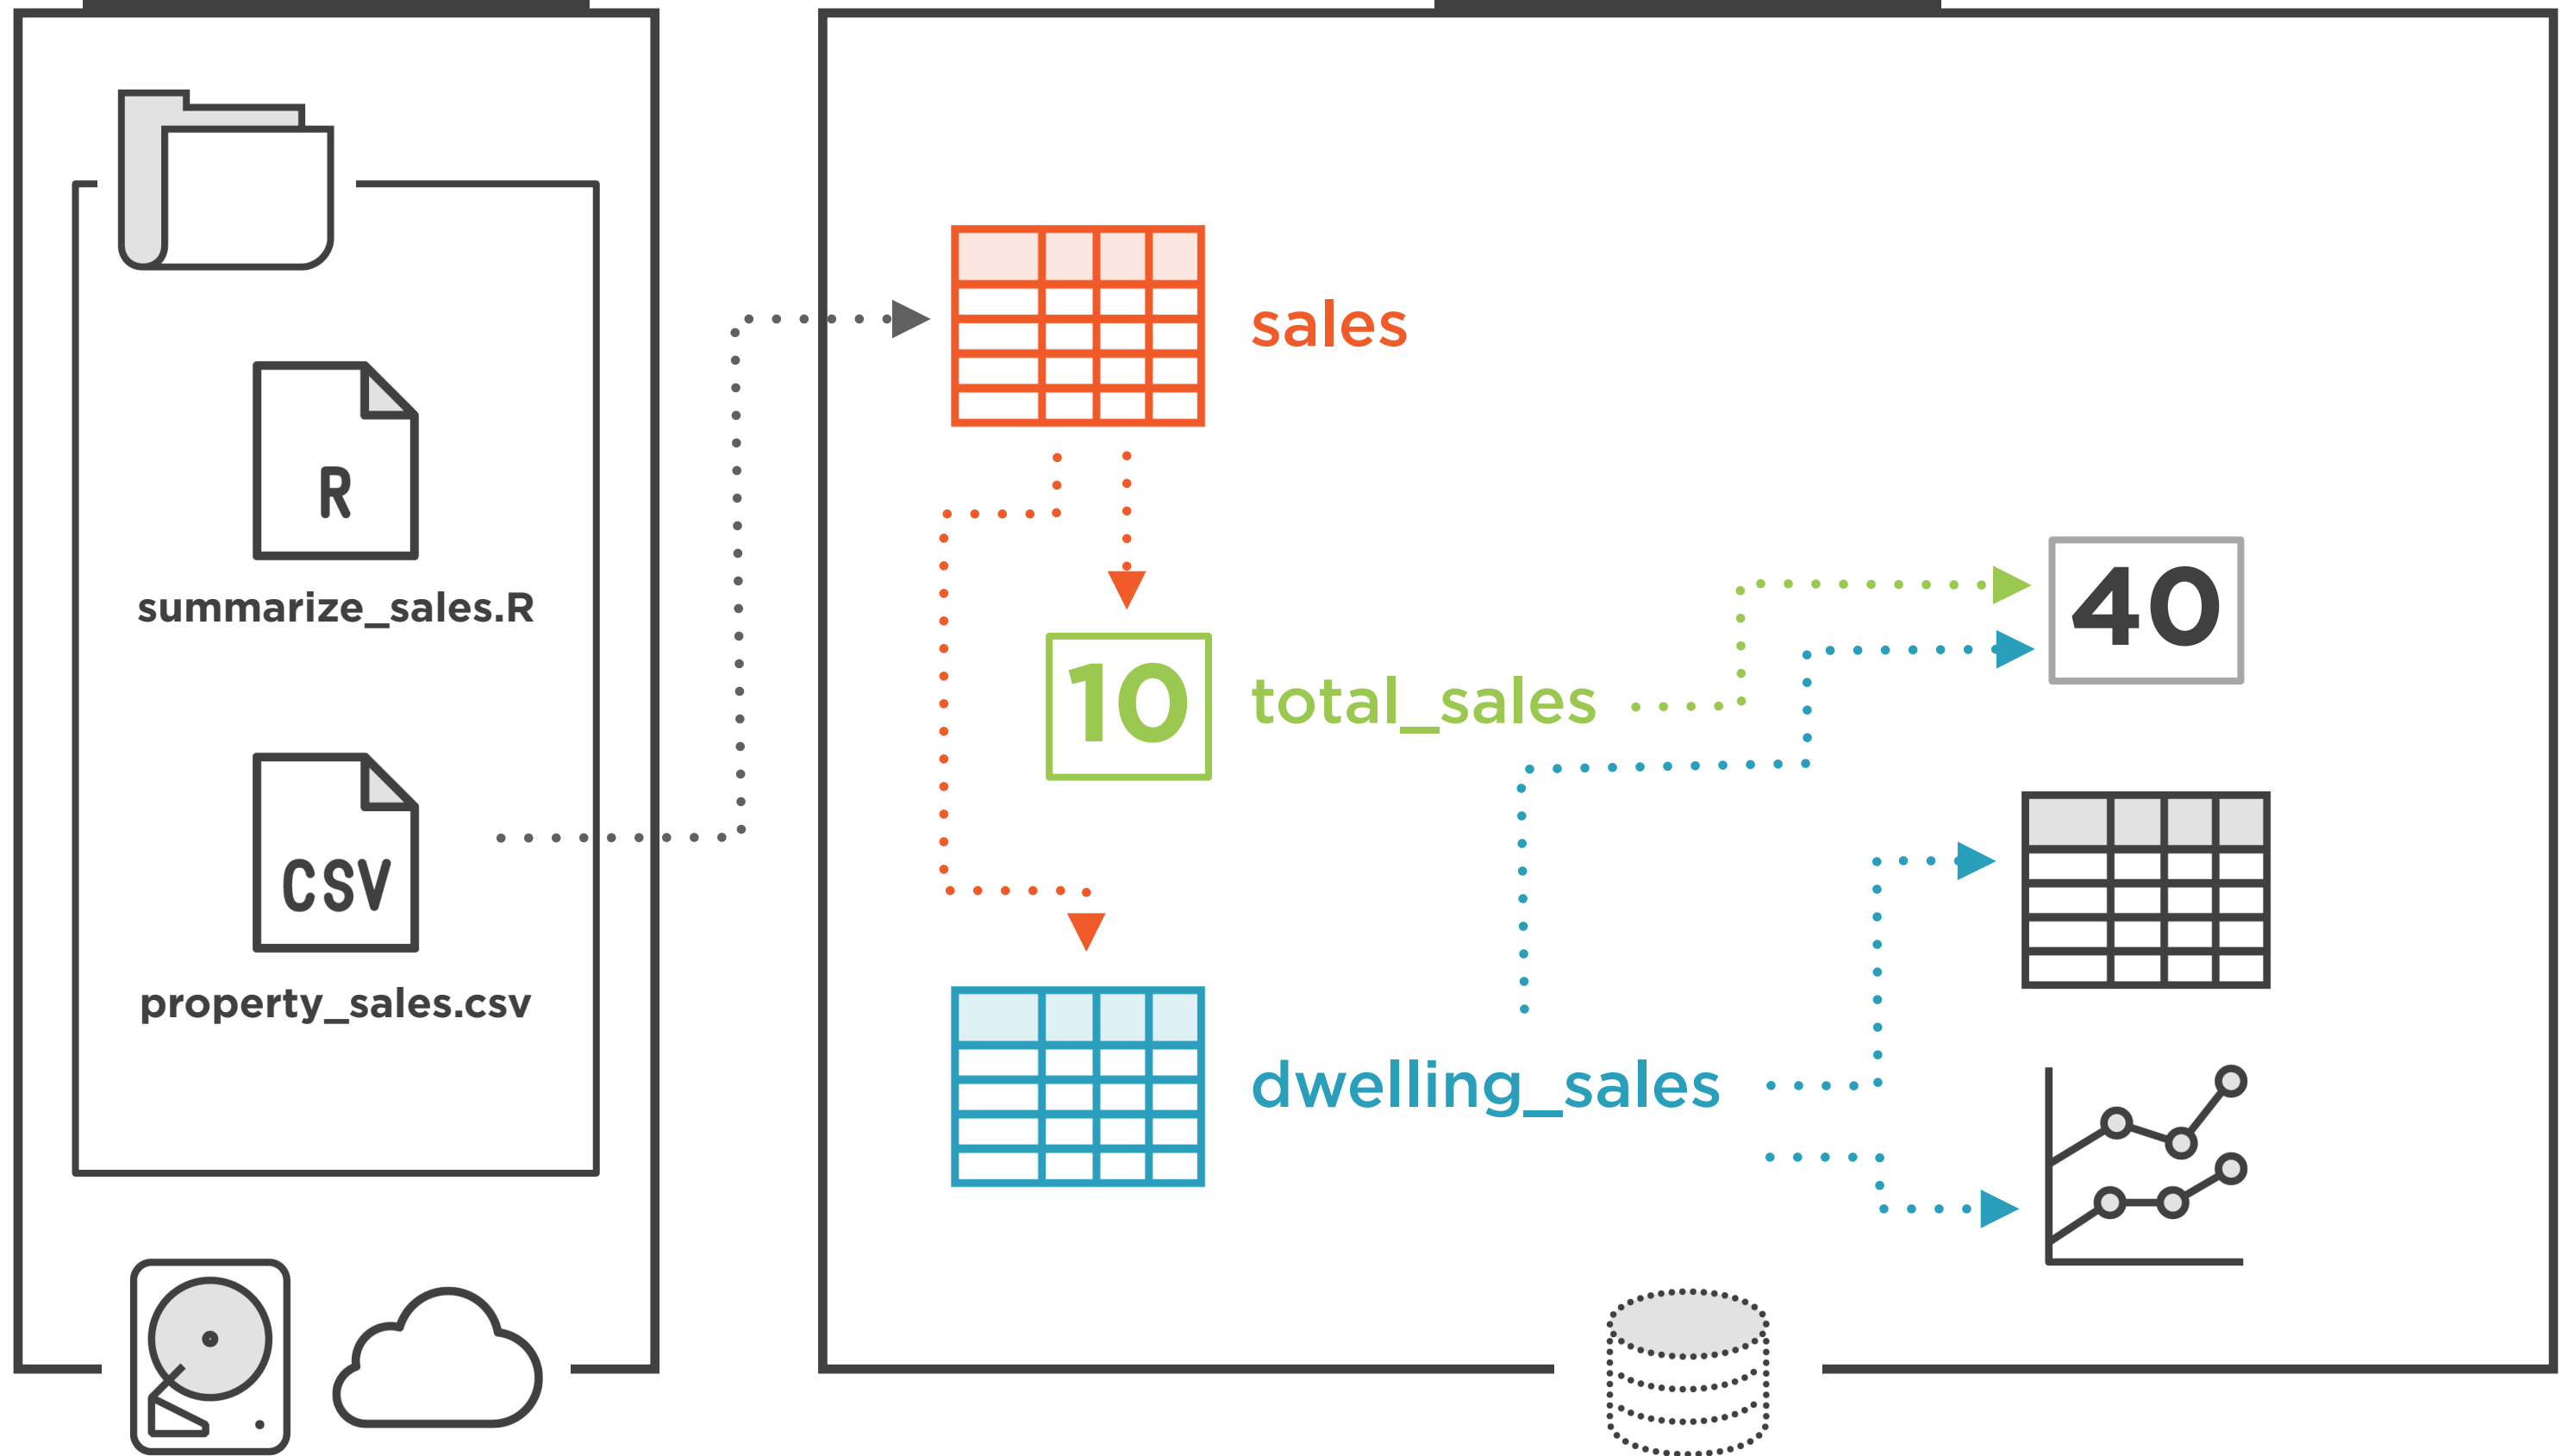 R
summarize_sales.R
CSV
property_sales.csv
sales
10
total_sales
dwelling_sales
40